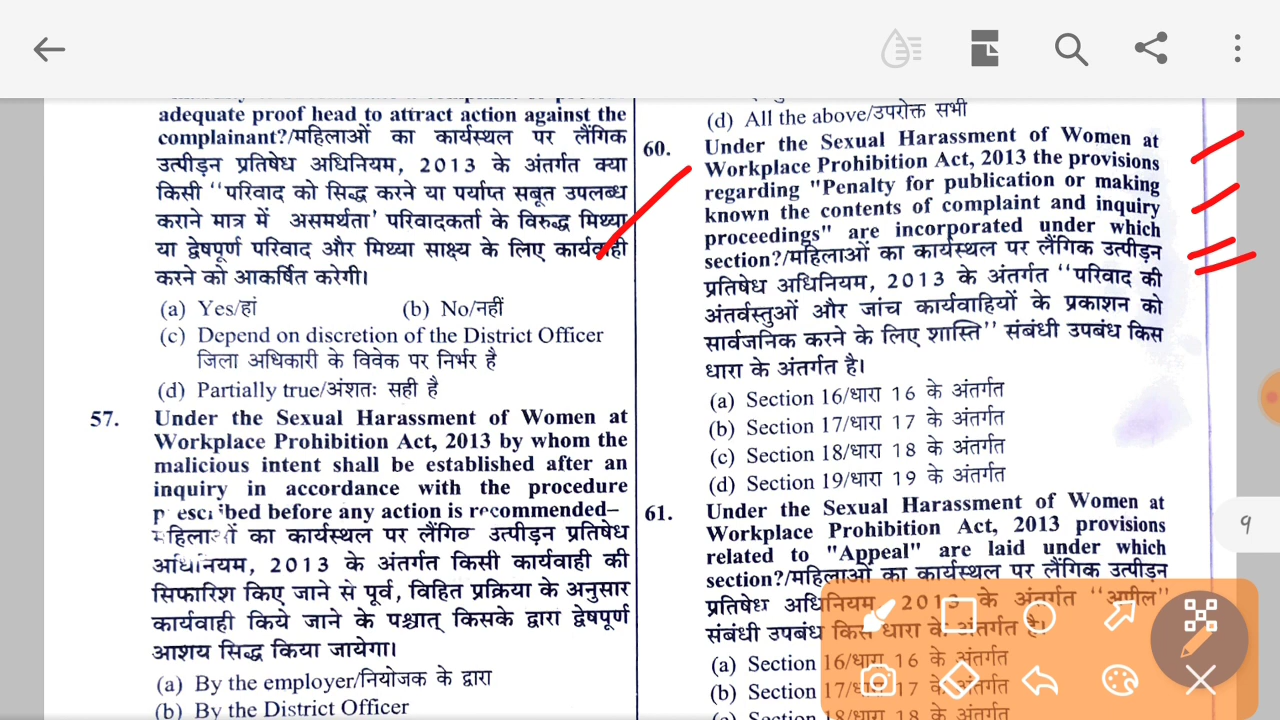 adequate proof head to attract action against the
complainant?/महिलाओं का कार्यस्थल पर लैंगिक
उत्पीड़न प्रतिषेध अधिनियम, 2013 के अंतर्गत क्या
किसी ‘‘परिवाद को सिद्ध करने या पर्याप्त सबूत उपलब्ध
कराने मात्र में असमर्थता’ परिवादकर्ता के विरुद्ध मिथ्या
या द्वेषपूर्ण परिवाद और मिथ्या साक्ष्य के लिए कार्यवाही
करने को आकर्षित करेगी।
(a) Yes/हां (b) No/नहीं
(c) Depend on discretion of the District Officer
जिला अधिकारी के विवेक पर निर्भर है
(d) Partially true/अंशतः सही है
57. Under the Sexual Harassment of Women at
Workplace Prohibition Act, 2013 by whom the
malicious intent shall be established after an
inquiry in accordance with the procedure
before any action is recommended–
का कार्यस्थल पर उत्पीड़न प्रतिषेध
अधिनियम, 2013 के अंतर्गत किसी कार्यवाही की
सिफारिश किए जाने से पूर्व, विहित प्रक्रिया के अनुसार
कार्यवाही किये जाने के पश्चात् किसके द्वारा द्वेषपूर्ण
आशय सिद्ध किया जायेगा।
(a) By the employer/नियोजक के द्वारा
(b) By the District Officer
(d) All the above/उपरोक्त सभी
60. Under the Sexual Harassment of Women at
Workplace Prohibition Act, 2013 the provisions
regarding "Penalty for publication or making
known the contents of complaint and inquiry
proceedings" are incorporated under which
section?/महिलाओं का कार्यस्थल पर लैंगिक उत्पीड़न
प्रतिषेध अधिनियम, 2013 के अंतर्गत ‘‘परिवाद की
अंतर्वस्तुओं और जांच कार्यवाहियों के प्रकाशन को
सार्वजनिक करने के लिए शास्ति’’ संबंधी उपबंध किस
धारा के अंतर्गत है।
(a) Section 16/धारा 16 के अंतर्गत
(b) Section 17/धारा 17 के अंतर्गत
(c) Section 18/धारा 18 के अंतर्गत
(d) Section 19/धारा 19 के अंतर्गत
61. Under the Sexual Harassment of Women at
Workplace Prohibition Act, 2013 provisions
related to "Appeal" are laid under which
section?/महिलाओं का कार्यस्थल पर लैंगिक उत्पीड़न
प्रतिषेध अधिनियम, 2013 के अंतर्गत ‘‘अपील’’
संबंधी उपबंध किस धारा के अंतर्गत है।
(a) Section 16/धारा 16 के अंतर्गत
(b) Section 17/धारा 17 के अंतर्गत
(c) Section 18/धारा 18 के अंतर्गत
9